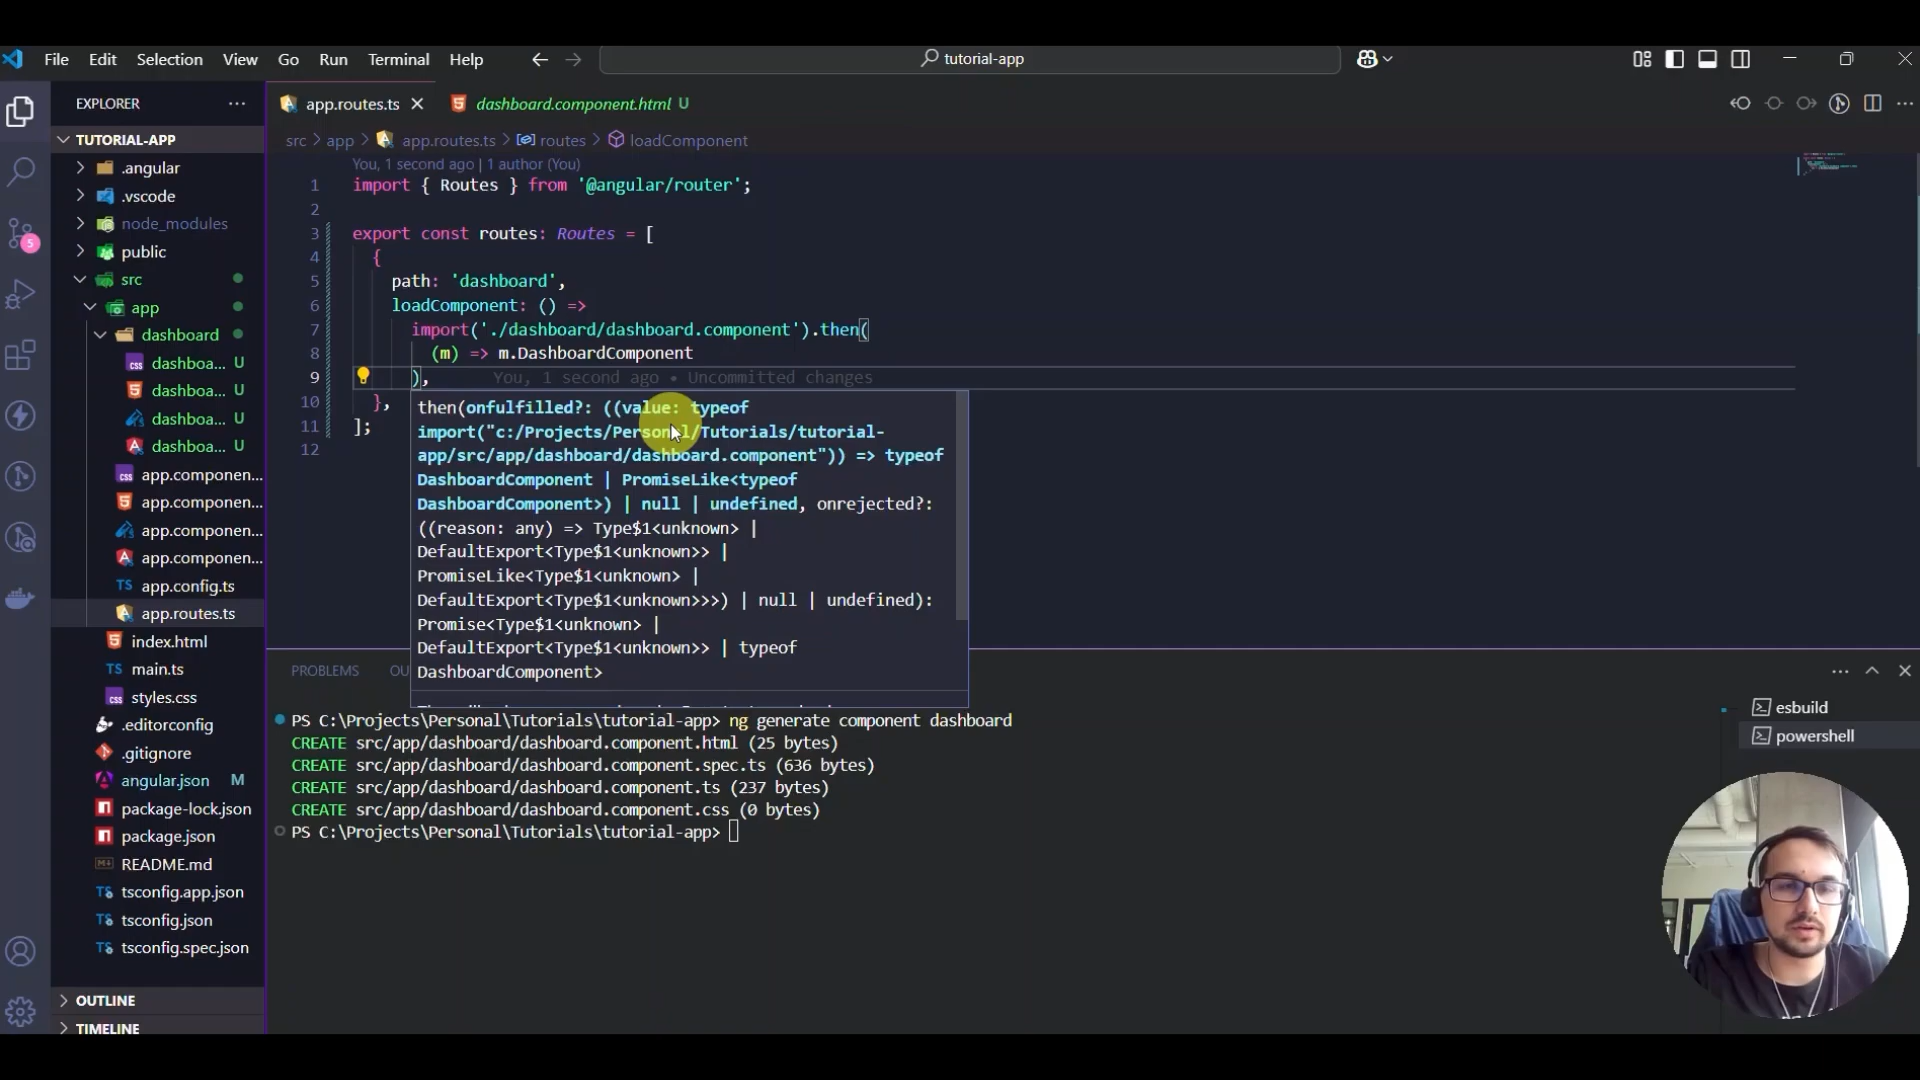 File Edit Selection View Go Run Terminal Help
tutorial-app
EXPLORER
TUTORIAL-APP
.angular
.vscode
node_modules
public
src
app
dashboard
dashboa... U
dashboa... U
dashboa... U
dashboa... U
app.componen...
app.componen...
app.componen...
app.componen...
TS app.config.ts
app.routes.ts
index.html
TS main.ts
styles.css
.editorconfig
.gitignore
angular.json M
package-lock.json
package.json
README.md
TS tsconfig.app.json
TS tsconfig.json
TS tsconfig.spec.json
OUTLINE
TIMELINE
5
app.routes.ts
dashboard.component.html U
src > app > app.routes.ts > routes > loadComponent
You, 1 second ago | 1 author (You)
1 import { Routes } from '@angular/router';
2
3 export const routes: Routes = [
4 {
5 path: 'dashboard',
6 loadComponent: () =>
7 import('./dashboard/dashboard.component').then(
8 (m) => m.DashboardComponent
9 ), You, 1 second ago • Uncommitted changes
10 },
11 ];
12
then(onfulfilled?: ((value: typeof
import("c:/Projects/Personal/Tutorials/tutorial-
app/src/app/dashboard/dashboard.component")) => typeof
DashboardComponent | PromiseLike<typeof
DashboardComponent>) | null | undefined, onrejected?:
((reason: any) => Type$1<unknown> |
DefaultExport<Type$1<unknown>> |
PromiseLike<Type$1<unknown> |
DefaultExport<Type$1<unknown>>>) | null | undefined):
Promise<Type$1<unknown> |
DefaultExport<Type$1<unknown>> | typeof
DashboardComponent>
PROBLEMS OU
PS C:\Projects\Personal\Tutorials\tutorial-app> ng generate component dashboard
CREATE src/app/dashboard/dashboard.component.html (25 bytes)
CREATE src/app/dashboard/dashboard.component.spec.ts (636 bytes)
CREATE src/app/dashboard/dashboard.component.ts (237 bytes)
CREATE src/app/dashboard/dashboard.component.css (0 bytes)
PS C:\Projects\Personal\Tutorials\tutorial-app>
esbuild
powershell